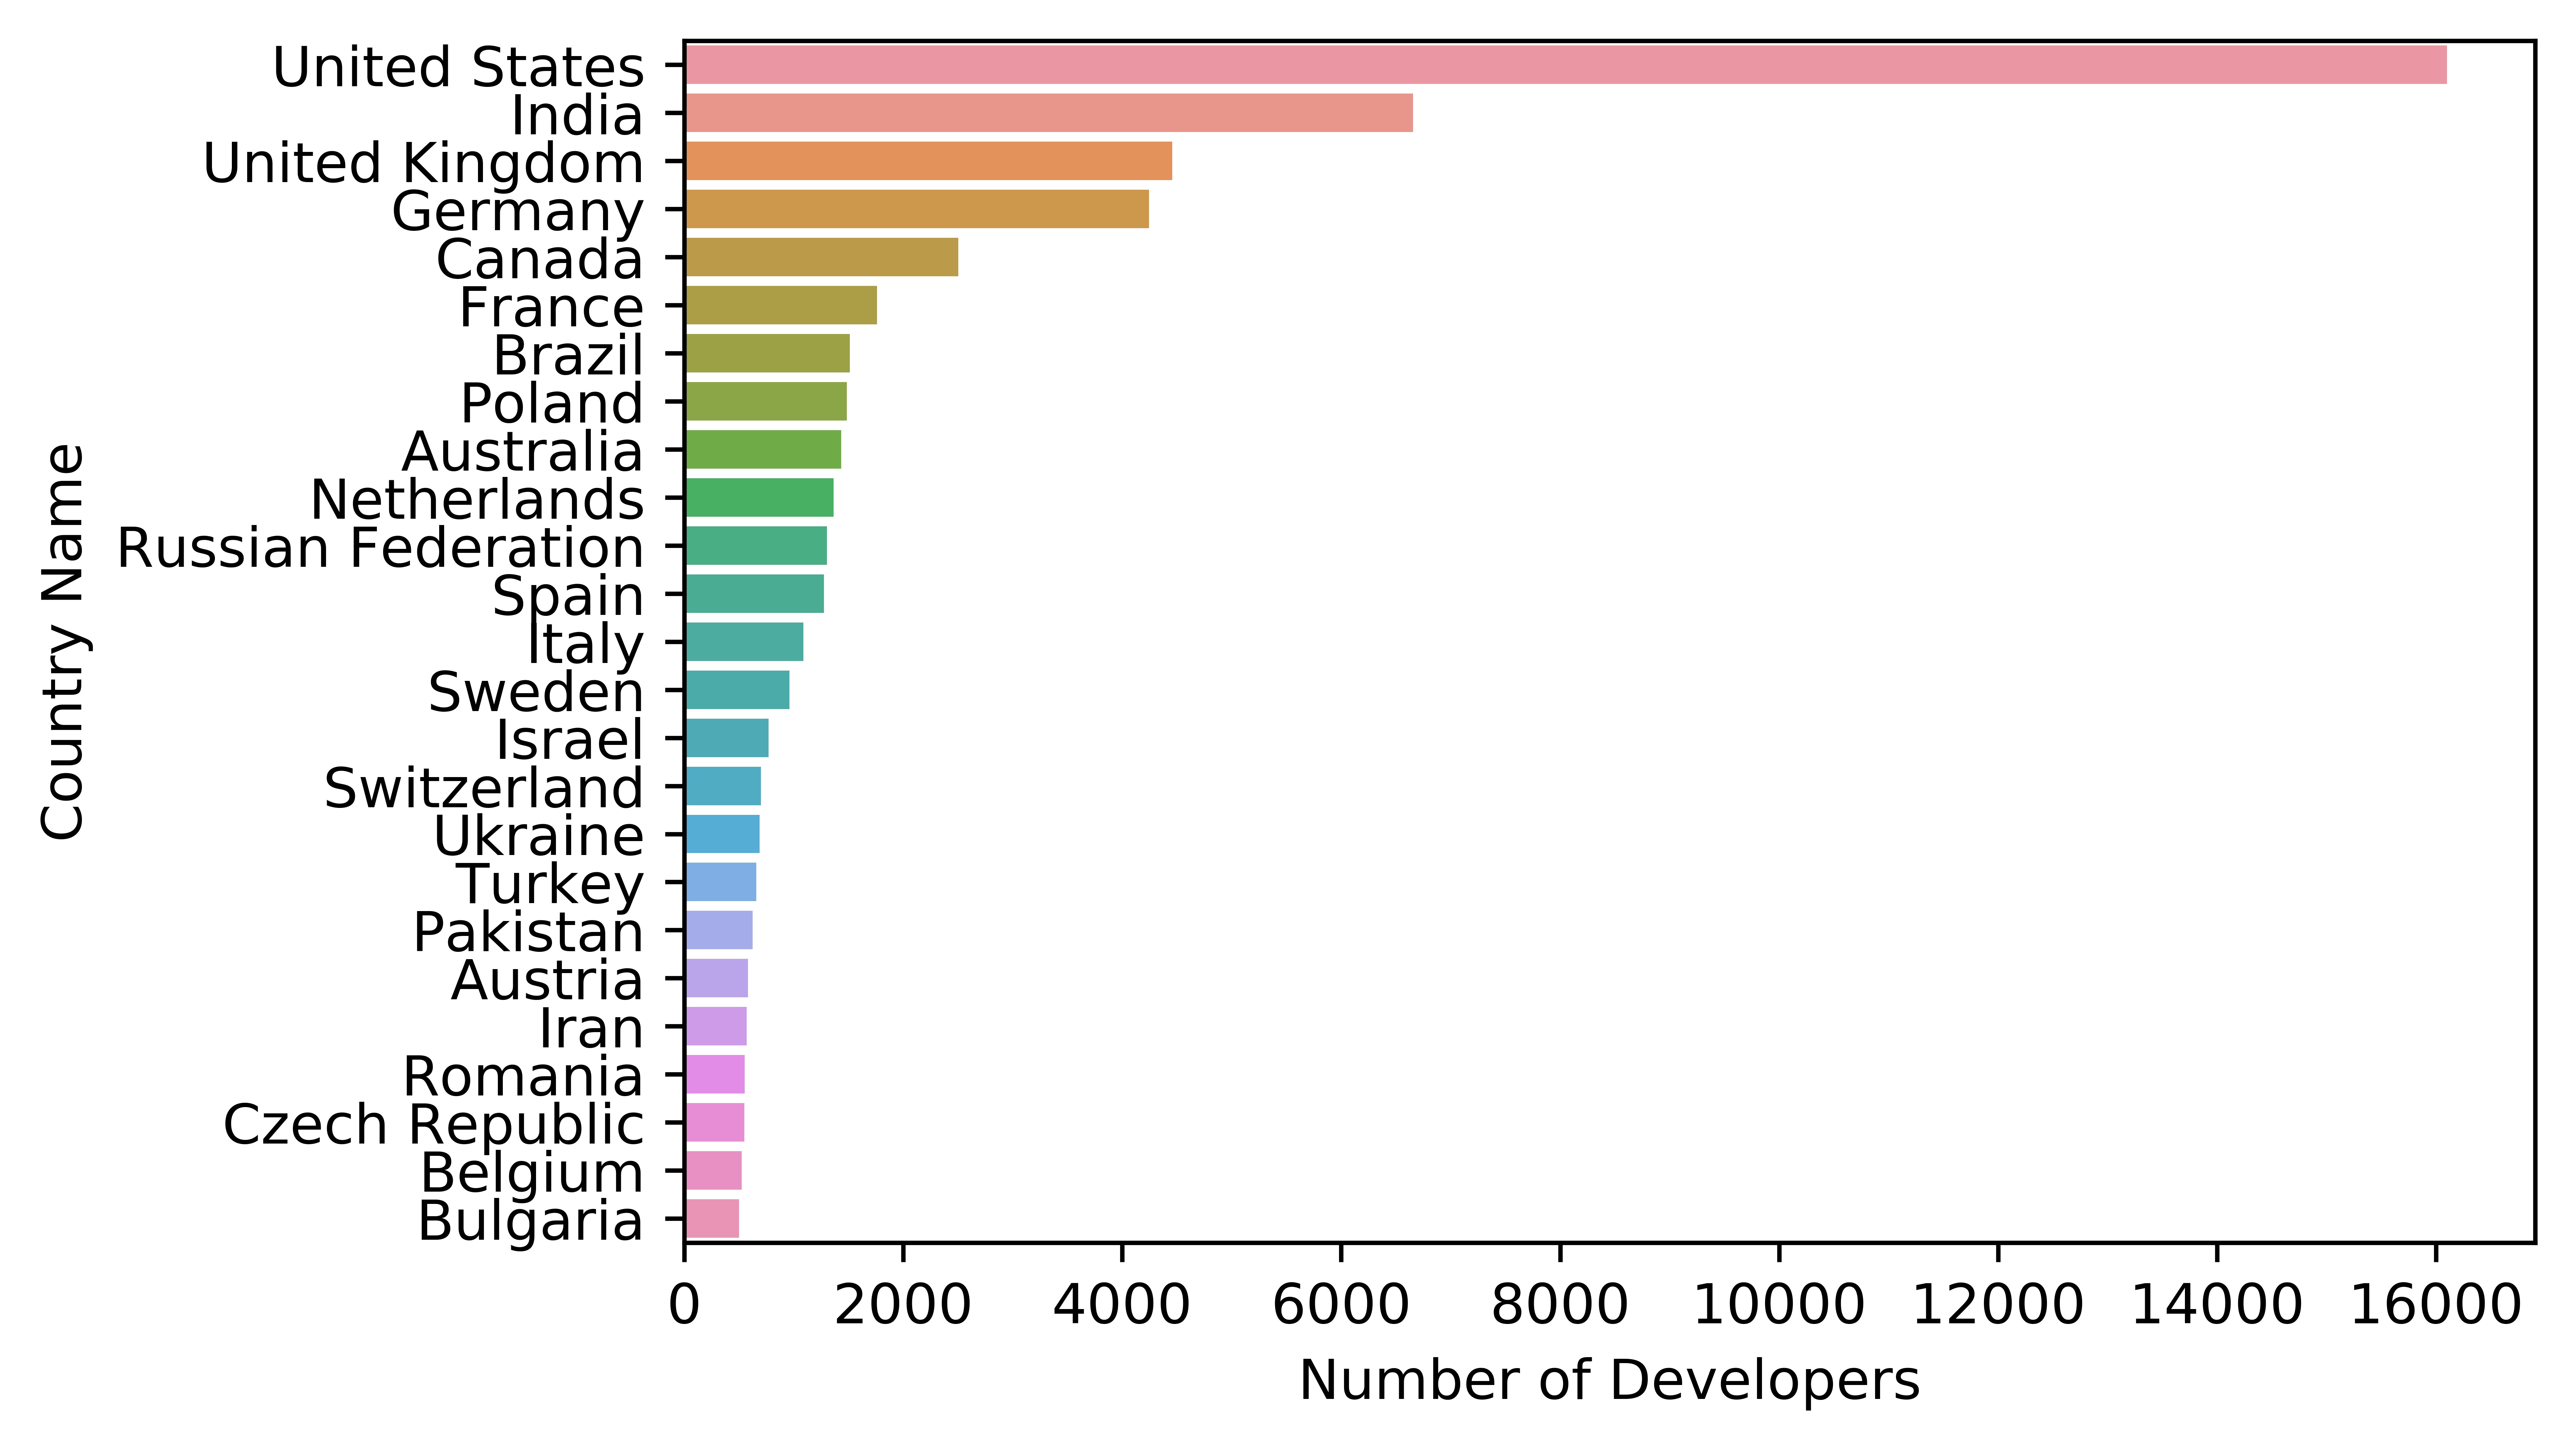 United States
India
United Kingdom
Germany
Canada
France
Brazil
Poland
Australia
Netherlands
Russian Federation
Spain
Italy
Sweden
Israel
Switzerland
Ukraine
Turkey
Pakistan
Austria
Iran
Romania
Czech Republic
Belgium
Bulgaria
Country Name
0 2000 4000 6000 8000 10000 12000 14000 16000
Number of Developers